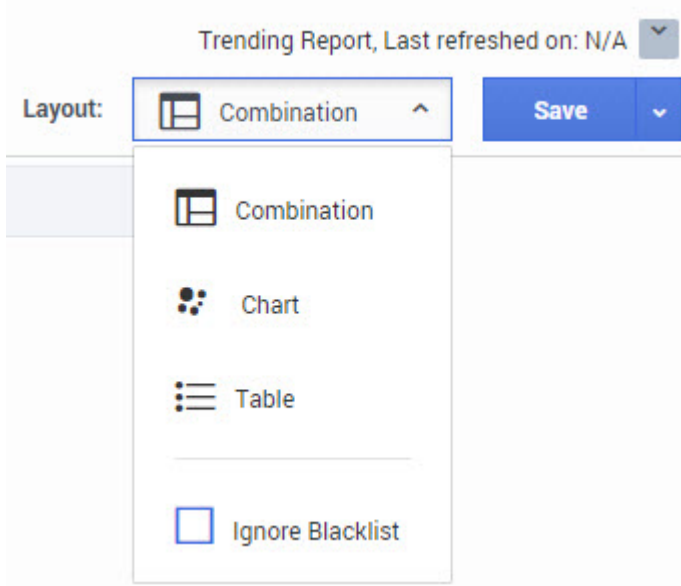 Trending Report, Last refreshed on: N/A
Layout: Combination Save
Combination
Chart
Table
Ignore Blacklist